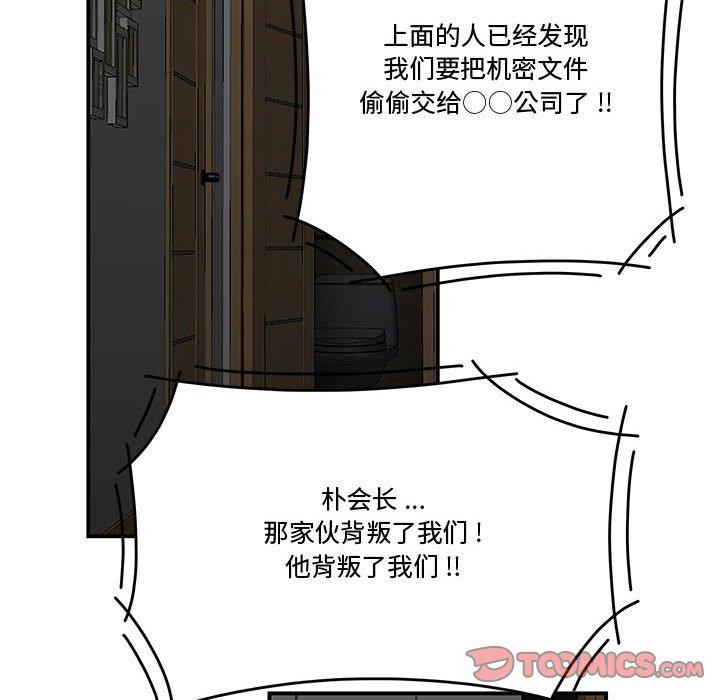 上面的人已经发现
我们要把机密文件
偷偷交给○○公司了 !!
朴会长 ...
那家伙背叛了我们 !
他背叛了我们 !!
TOOMICS.COM